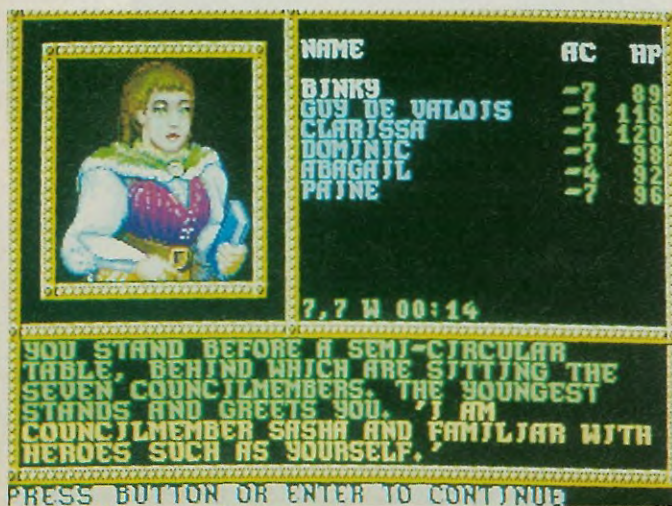 NAME AC HP
BINKY -7 89
GUY DE VALOIS -7 116
CLARISSA -7 120
DOMINIC -7 98
ABAGAIL -4 92
PAINE -7 96
7,7 W 00:14
YOU STAND BEFORE A SEMI-CIRCULAR
TABLE, BEHIND WHICH ARE SITTING THE
SEVEN COUNCILMEMBERS. THE YOUNGEST
STANDS AND GREETS YOU. 'I AM
COUNCILMEMBER SASHA AND FAMILIAR WITH
HEROES SUCH AS YOURSELF.'
PRESS BUTTON OR ENTER TO CONTINUE